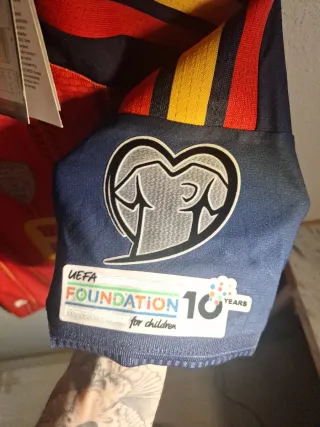 UEFA
FOUNDATION 10 YEARS
for children